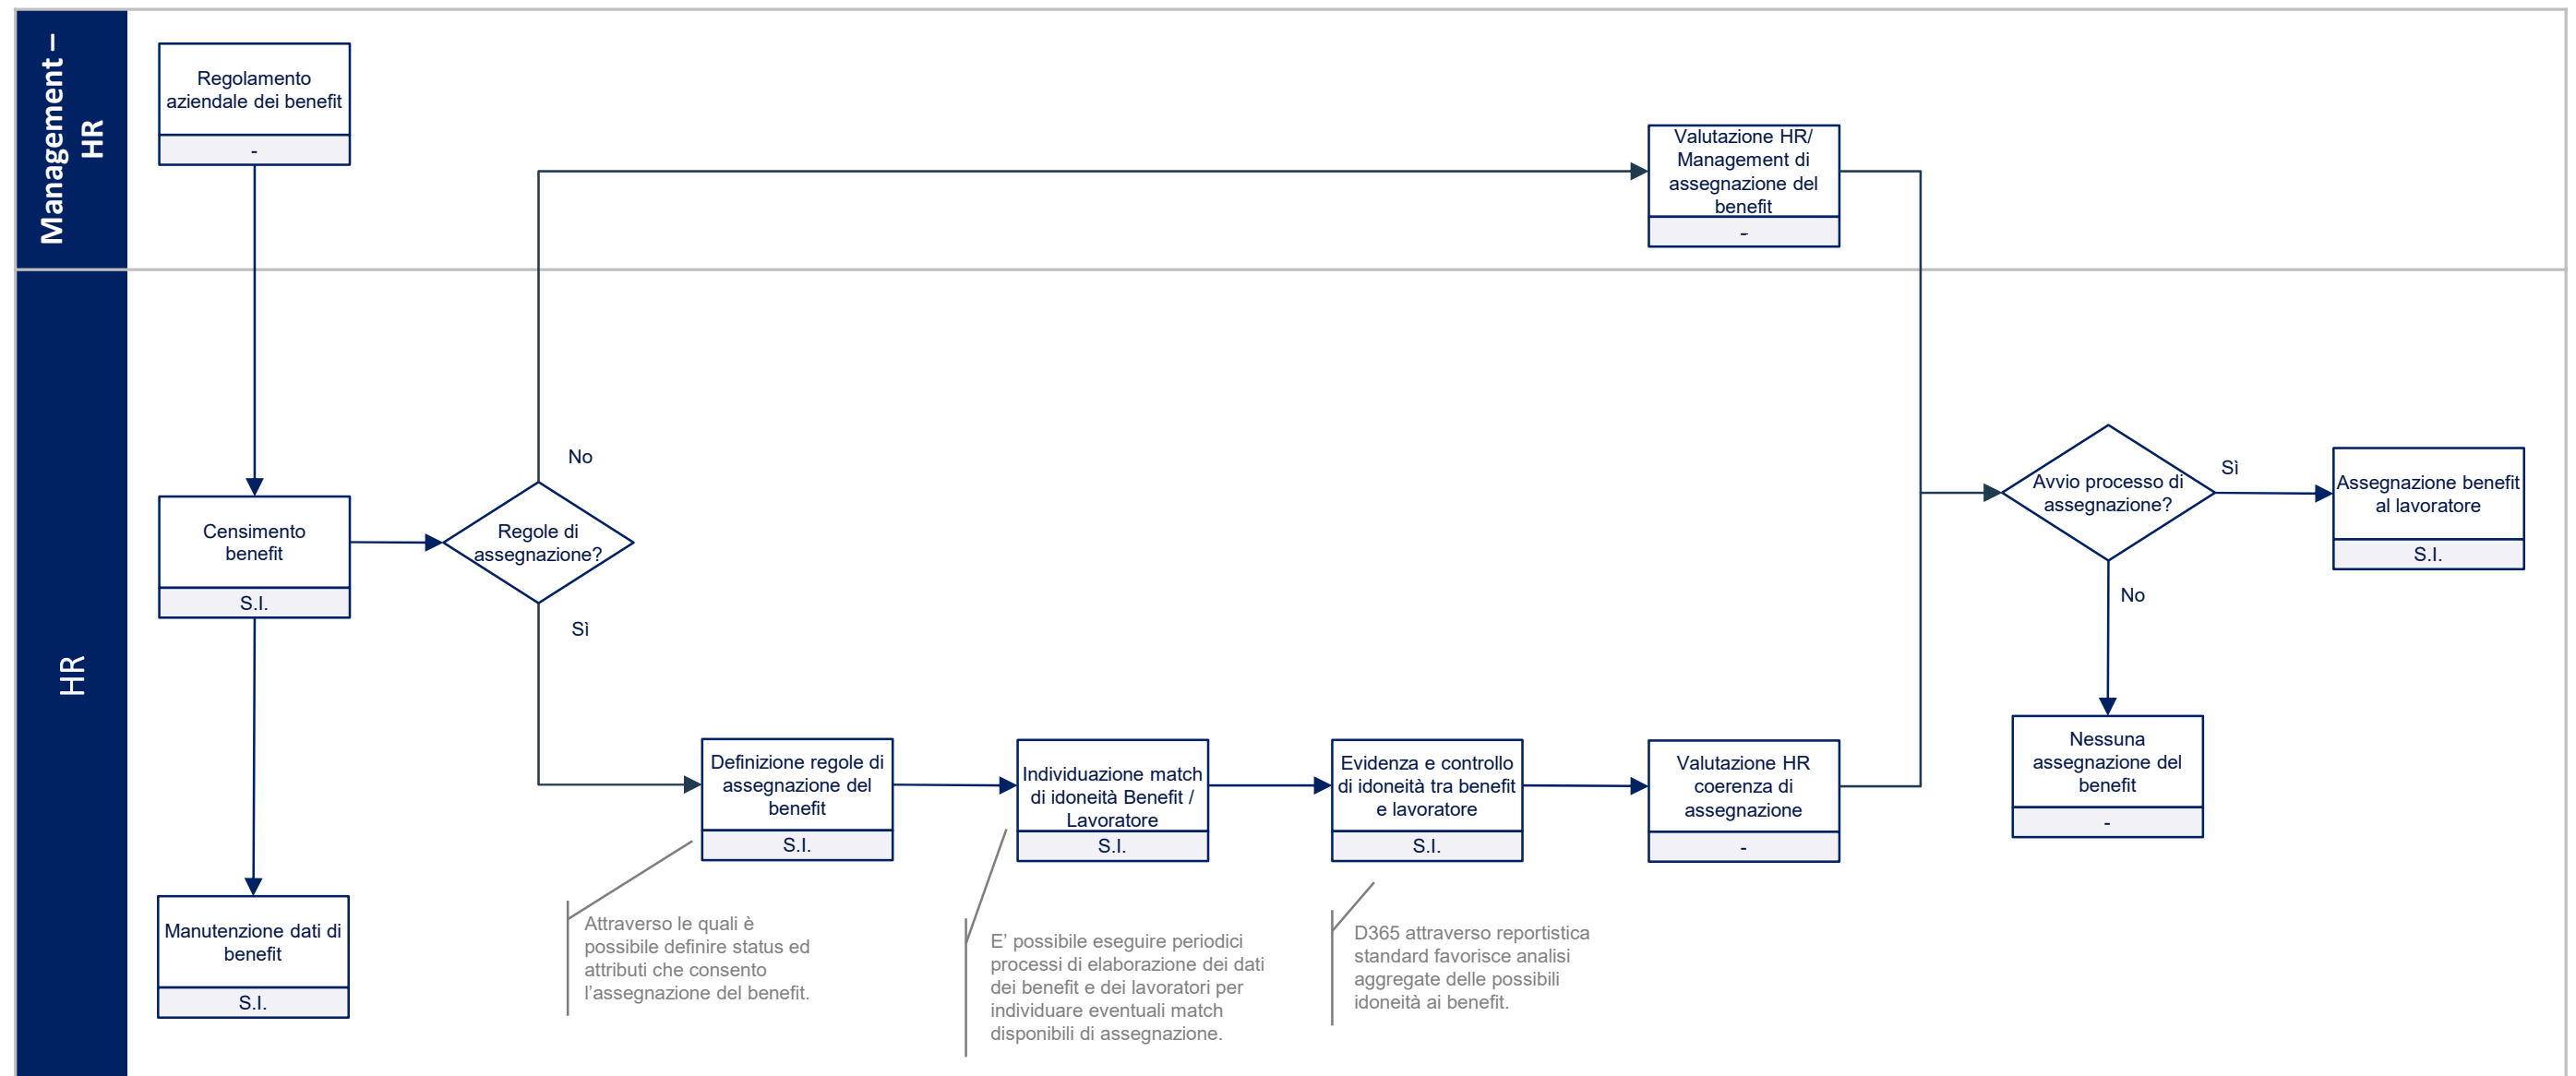 Management –
HR
Regolamento
aziendale dei benefit
-
Valutazione HR/
Management di
assegnazione del
benefit
-
HR
Censimento
benefit
S.I.
Regole di
assegnazione?
No
Sì
Manutenzione dati di
benefit
S.I.
Definizione regole di
assegnazione del
benefit
S.I.
Individuazione match
di idoneità Benefit /
Lavoratore
S.I.
Evidenza e controllo
di idoneità tra benefit
e lavoratore
S.I.
Valutazione HR
coerenza di
assegnazione
-
Avvio processo di
assegnazione?
Sì
No
Assegnazione benefit
al lavoratore
S.I.
Nessuna
assegnazione del
benefit
-
Attraverso le quali è
possibile definire status ed
attributi che consento
l’assegnazione del benefit.
E’ possibile eseguire periodici
processi di elaborazione dei dati
dei benefit e dei lavoratori per
individuare eventuali match
disponibili di assegnazione.
D365 attraverso reportistica
standard favorisce analisi
aggregate delle possibili
idoneità ai benefit.